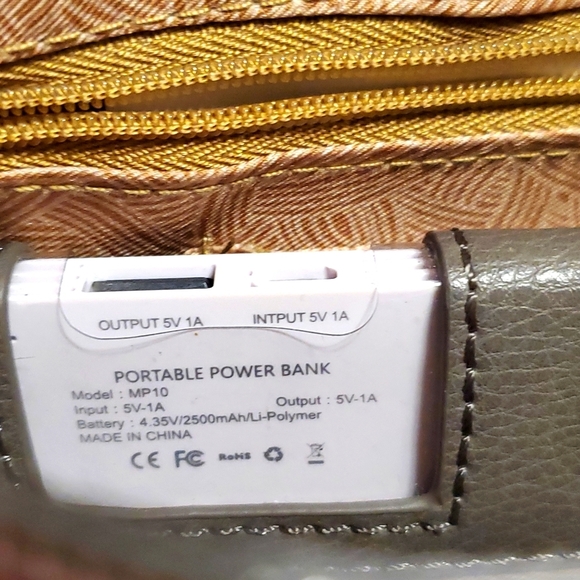 OUTPUT 5V 1A INTPUT 5V 1A
PORTABLE POWER BANK
Model : MP10
Input : 5V-1A Output : 5V-1A
Battery : 4.35V/2500mAh/Li-Polymer
MADE IN CHINA
CE FC RoHS